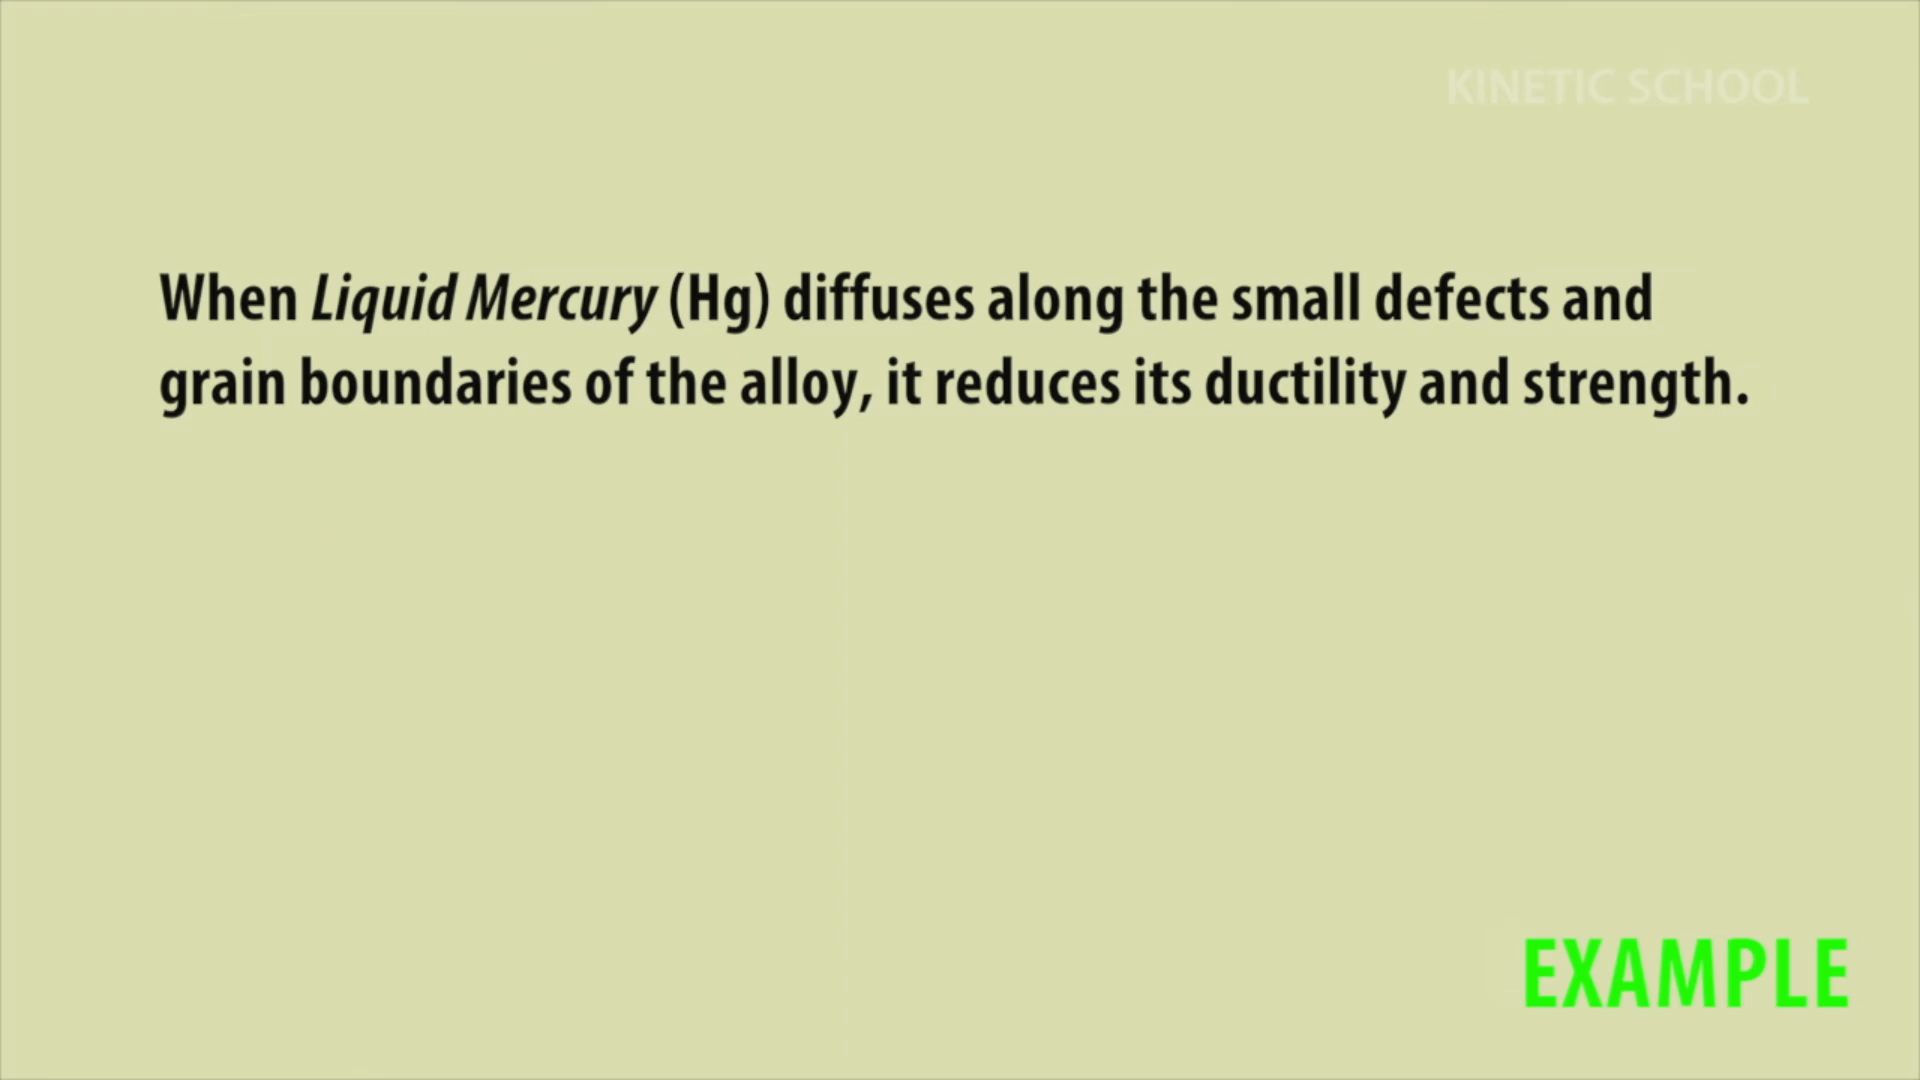 KINETIC SCHOOL
When Liquid Mercury (Hg) diffuses along the small defects and
grain boundaries of the alloy, it reduces its ductility and strength.
EXAMPLE